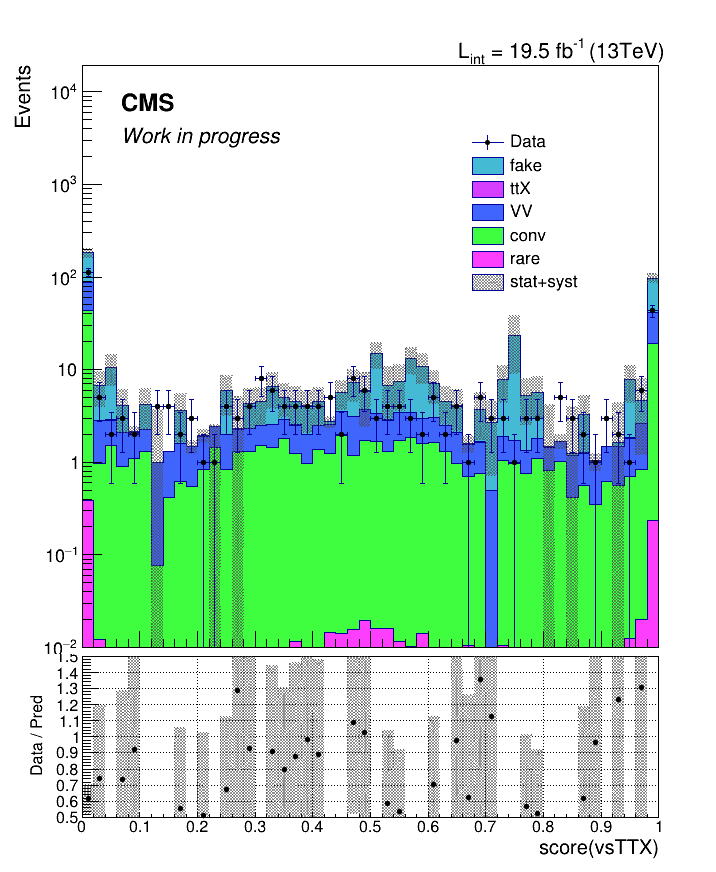 L_int = 19.5 fb^-1 (13TeV)
Events
CMS
Work in progress
Data
fake
ttX
VV
conv
rare
stat+syst
10^4
10^3
10^2
10
1
10^−1
10^−2
Data / Pred
1.5
1.4
1.3
1.2
1.1
1
0.9
0.8
0.7
0.6
0.5
0 0.1 0.2 0.3 0.4 0.5 0.6 0.7 0.8 0.9 1
score(vsTTX)